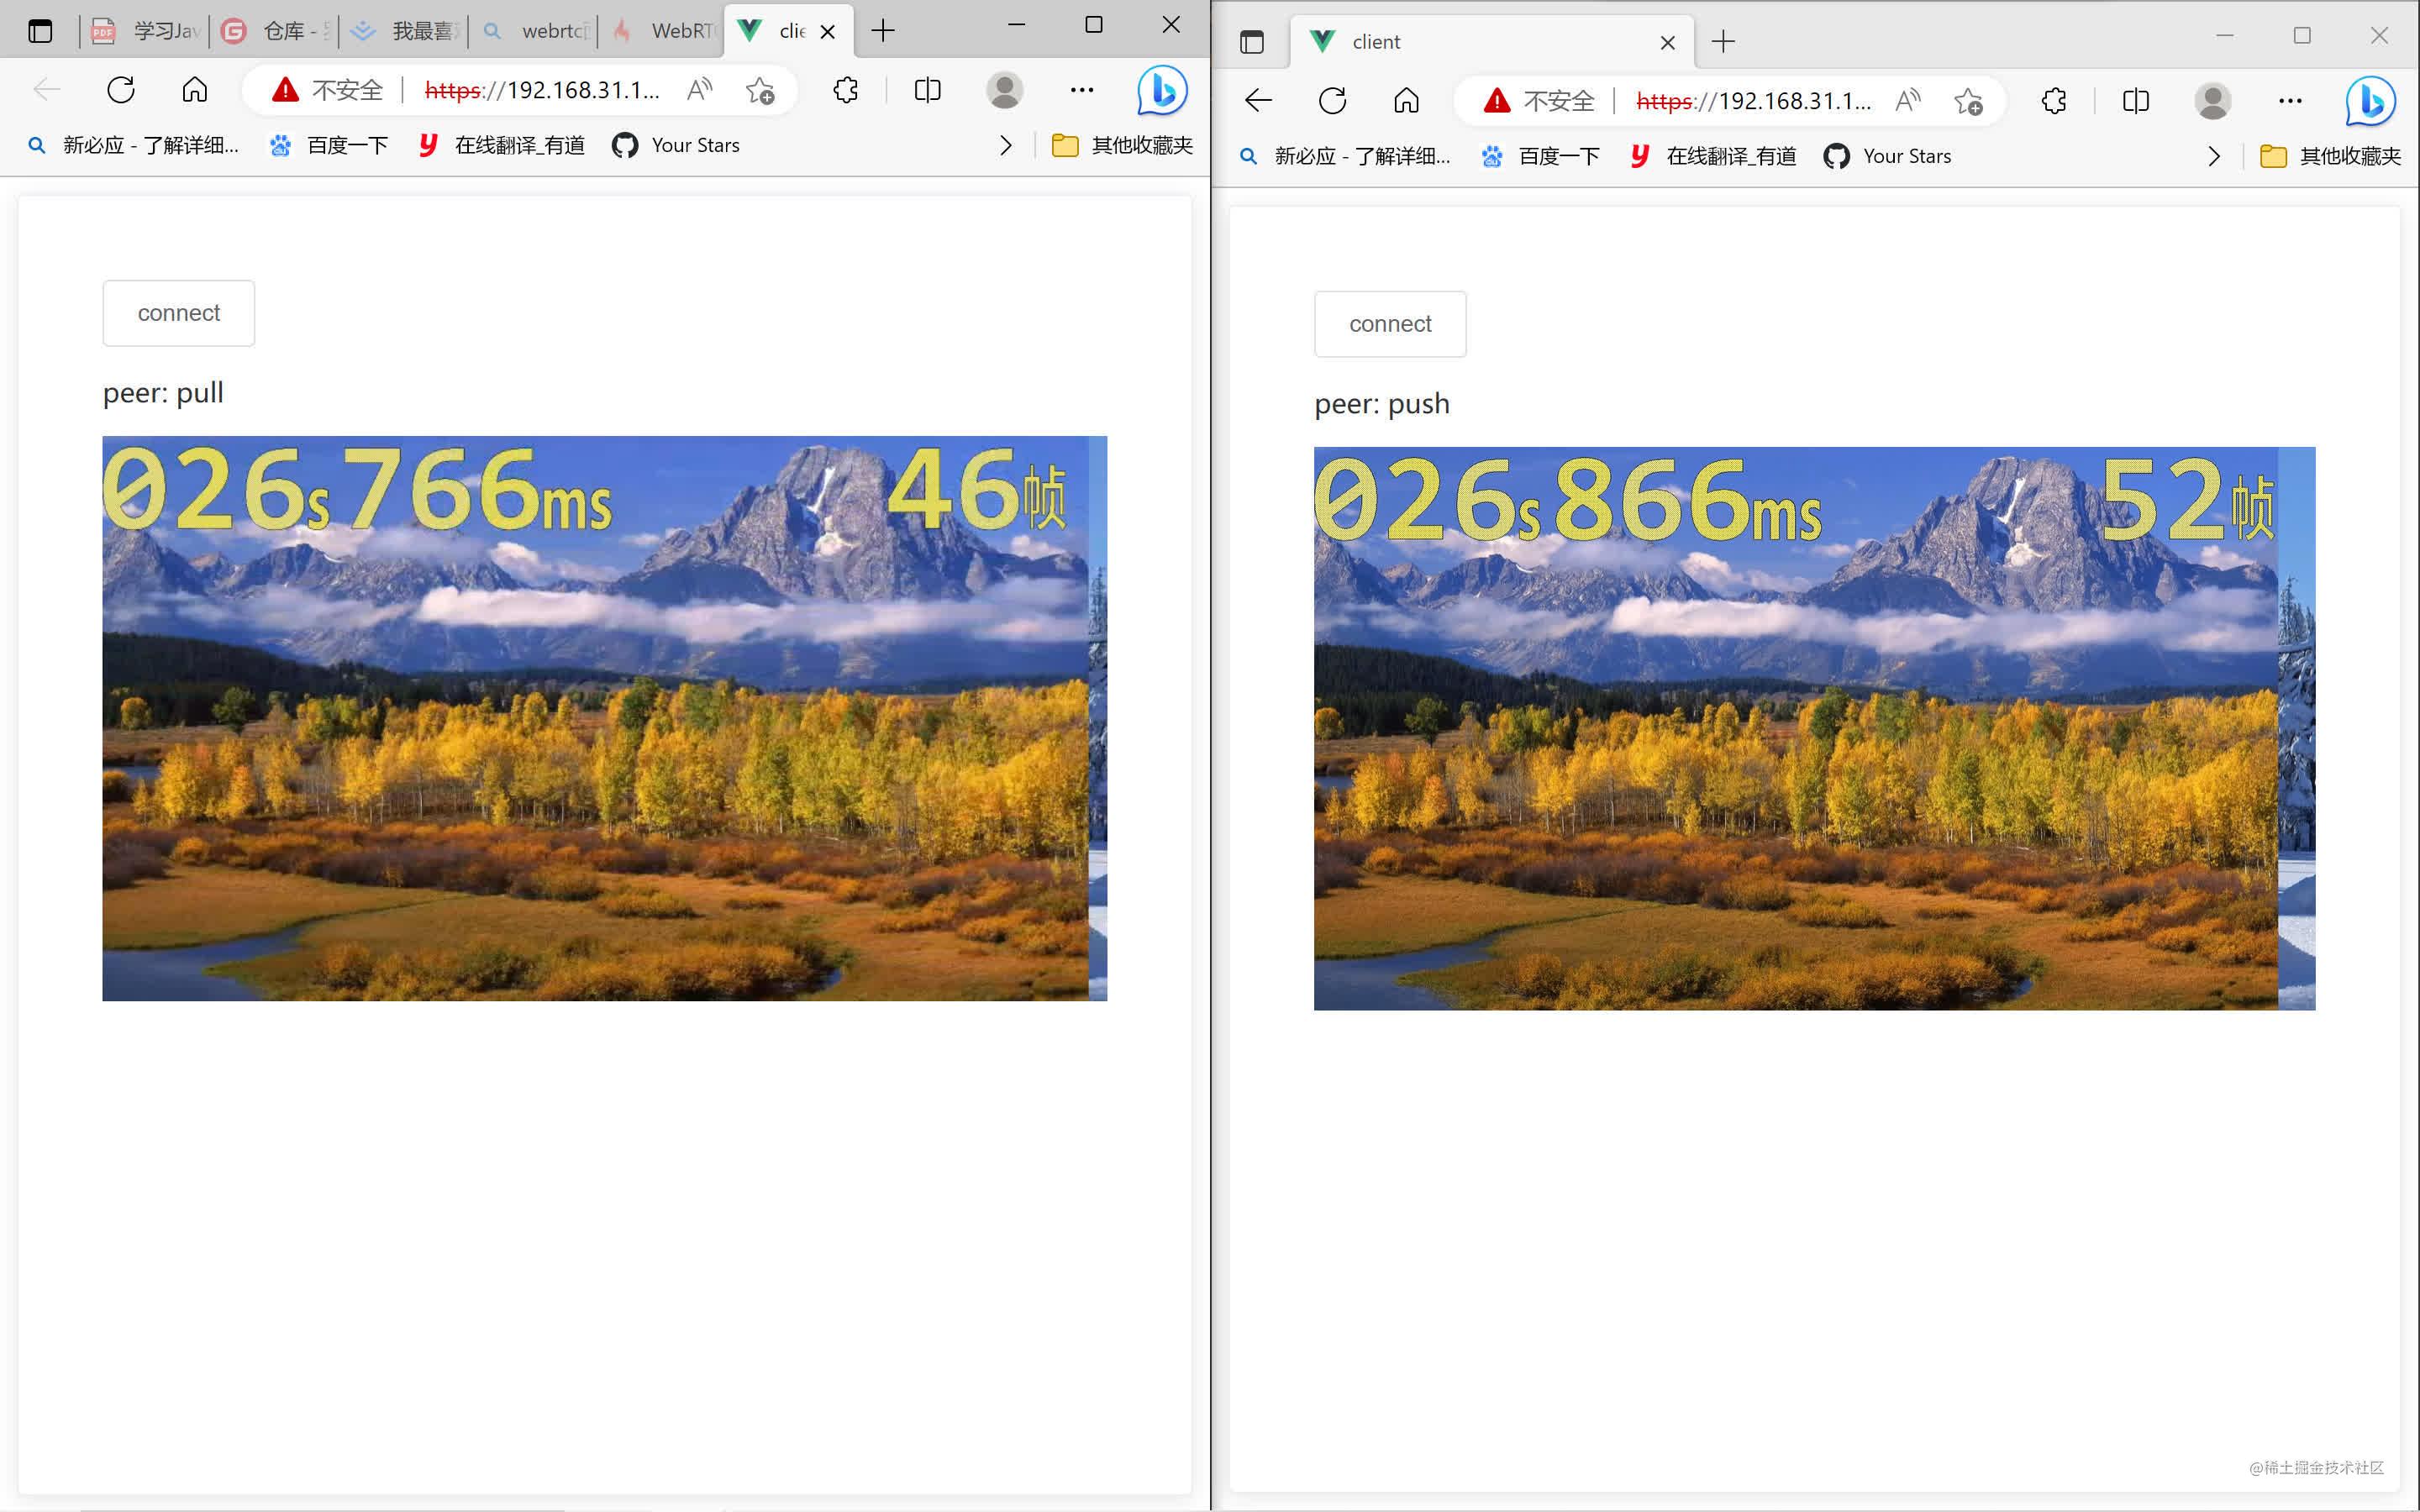 学习Jav
仓库 -
我最喜
webrtc
WebRT
clie
不安全
https://192.168.31.1...
新必应 - 了解详细...
百度一下
在线翻译_有道
Your Stars
其他收藏夹
connect
peer: pull
026s766ms 46帧
client
不安全
https://192.168.31.1...
新必应 - 了解详细...
百度一下
在线翻译_有道
Your Stars
其他收藏夹
connect
peer: push
026s866ms 52帧
@稀土掘金技术社区